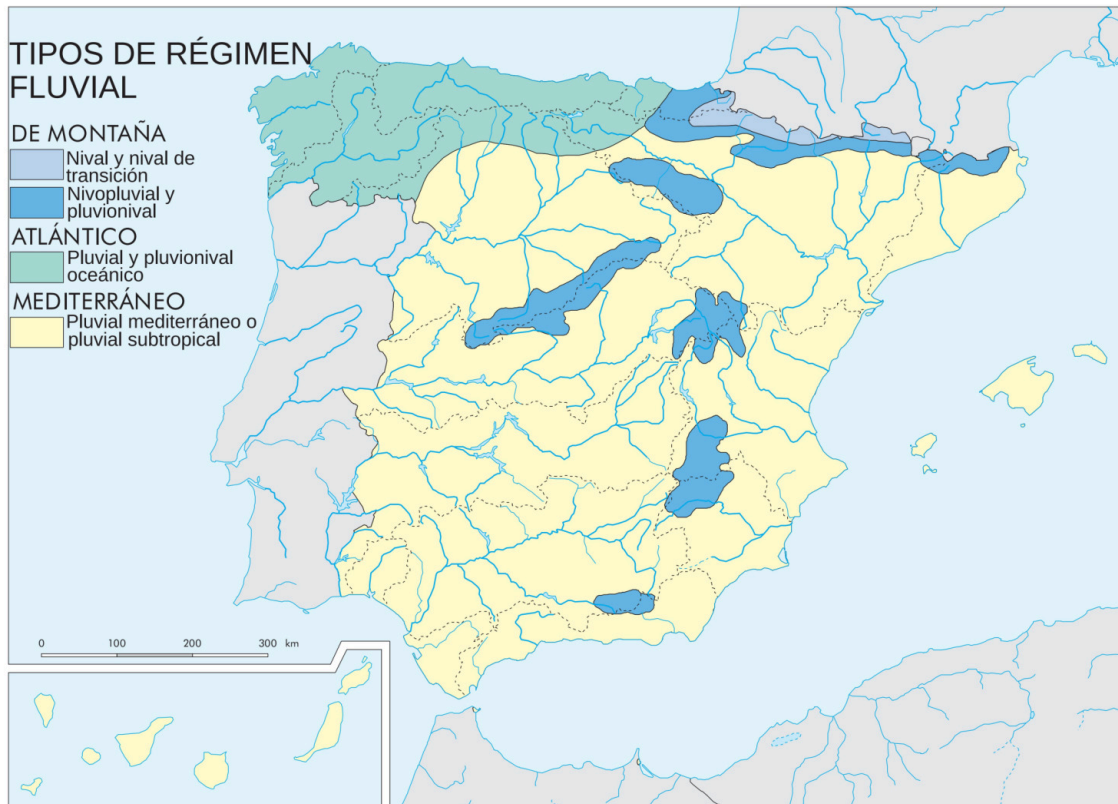 TIPOS DE RÉGIMEN
FLUVIAL
DE MONTAÑA
Nival y nival de
transición
Nivopluvial y
pluvionival
ATLÁNTICO
Pluvial y pluvionival
oceánico
MEDITERRÁNEO
Pluvial mediterráneo o
pluvial subtropical
0 100 200 300 km